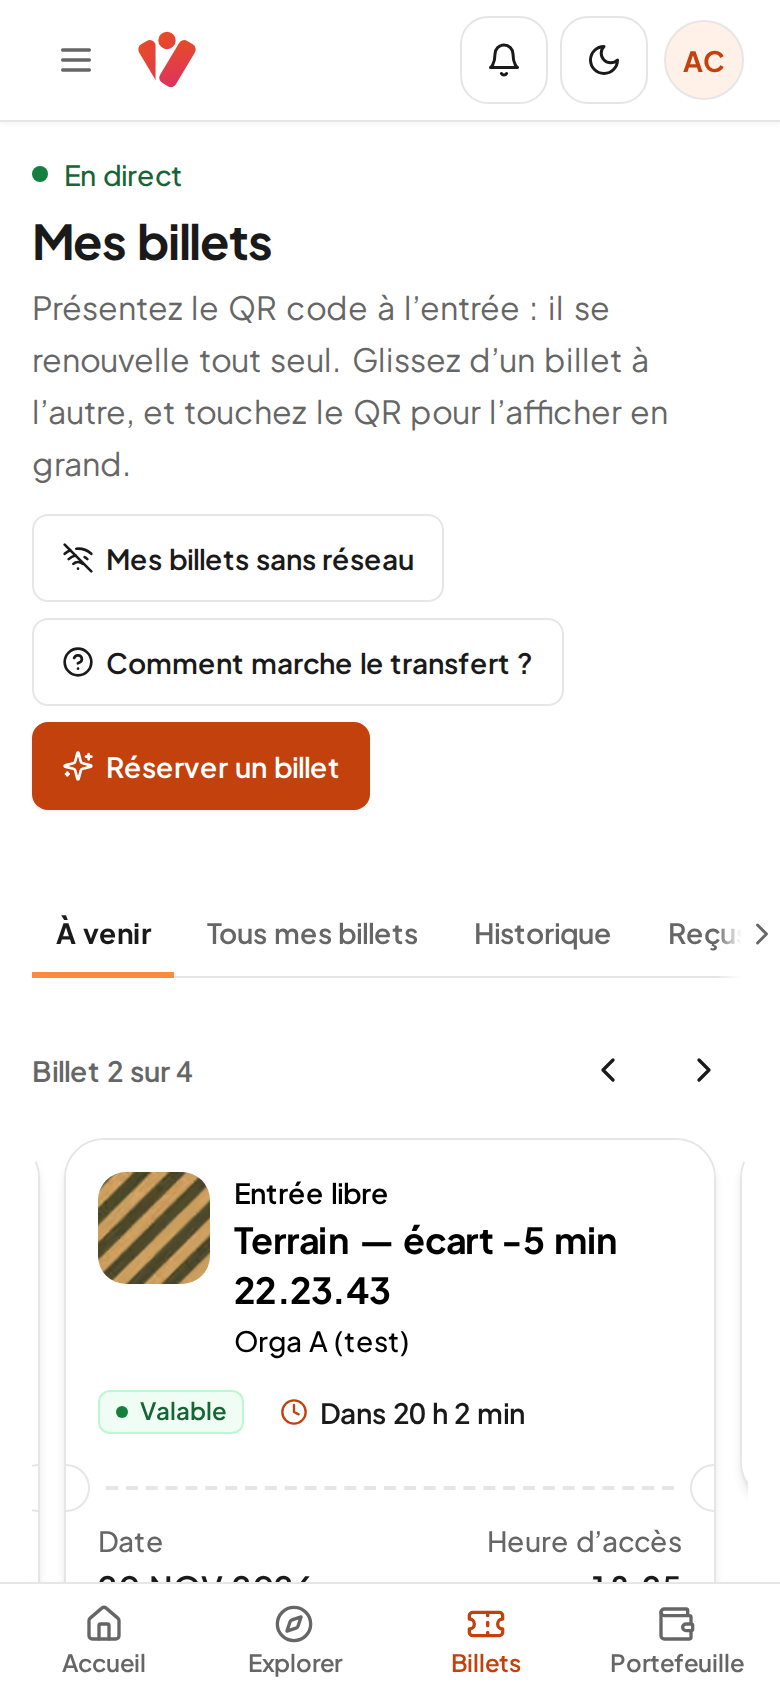 AC
En direct
Mes billets
Présentez le QR code à l’entrée : il se
renouvelle tout seul. Glissez d’un billet à
l’autre, et touchez le QR pour l’afficher en
grand.
Mes billets sans réseau
Comment marche le transfert ?
Réserver un billet
À venir Tous mes billets Historique Reçus
Billet 2 sur 4
Entrée libre
Terrain — écart -5 min
22.23.43
Orga A (test)
Valable Dans 20 h 2 min
Date Heure d’accès
Accueil Explorer Billets Portefeuille